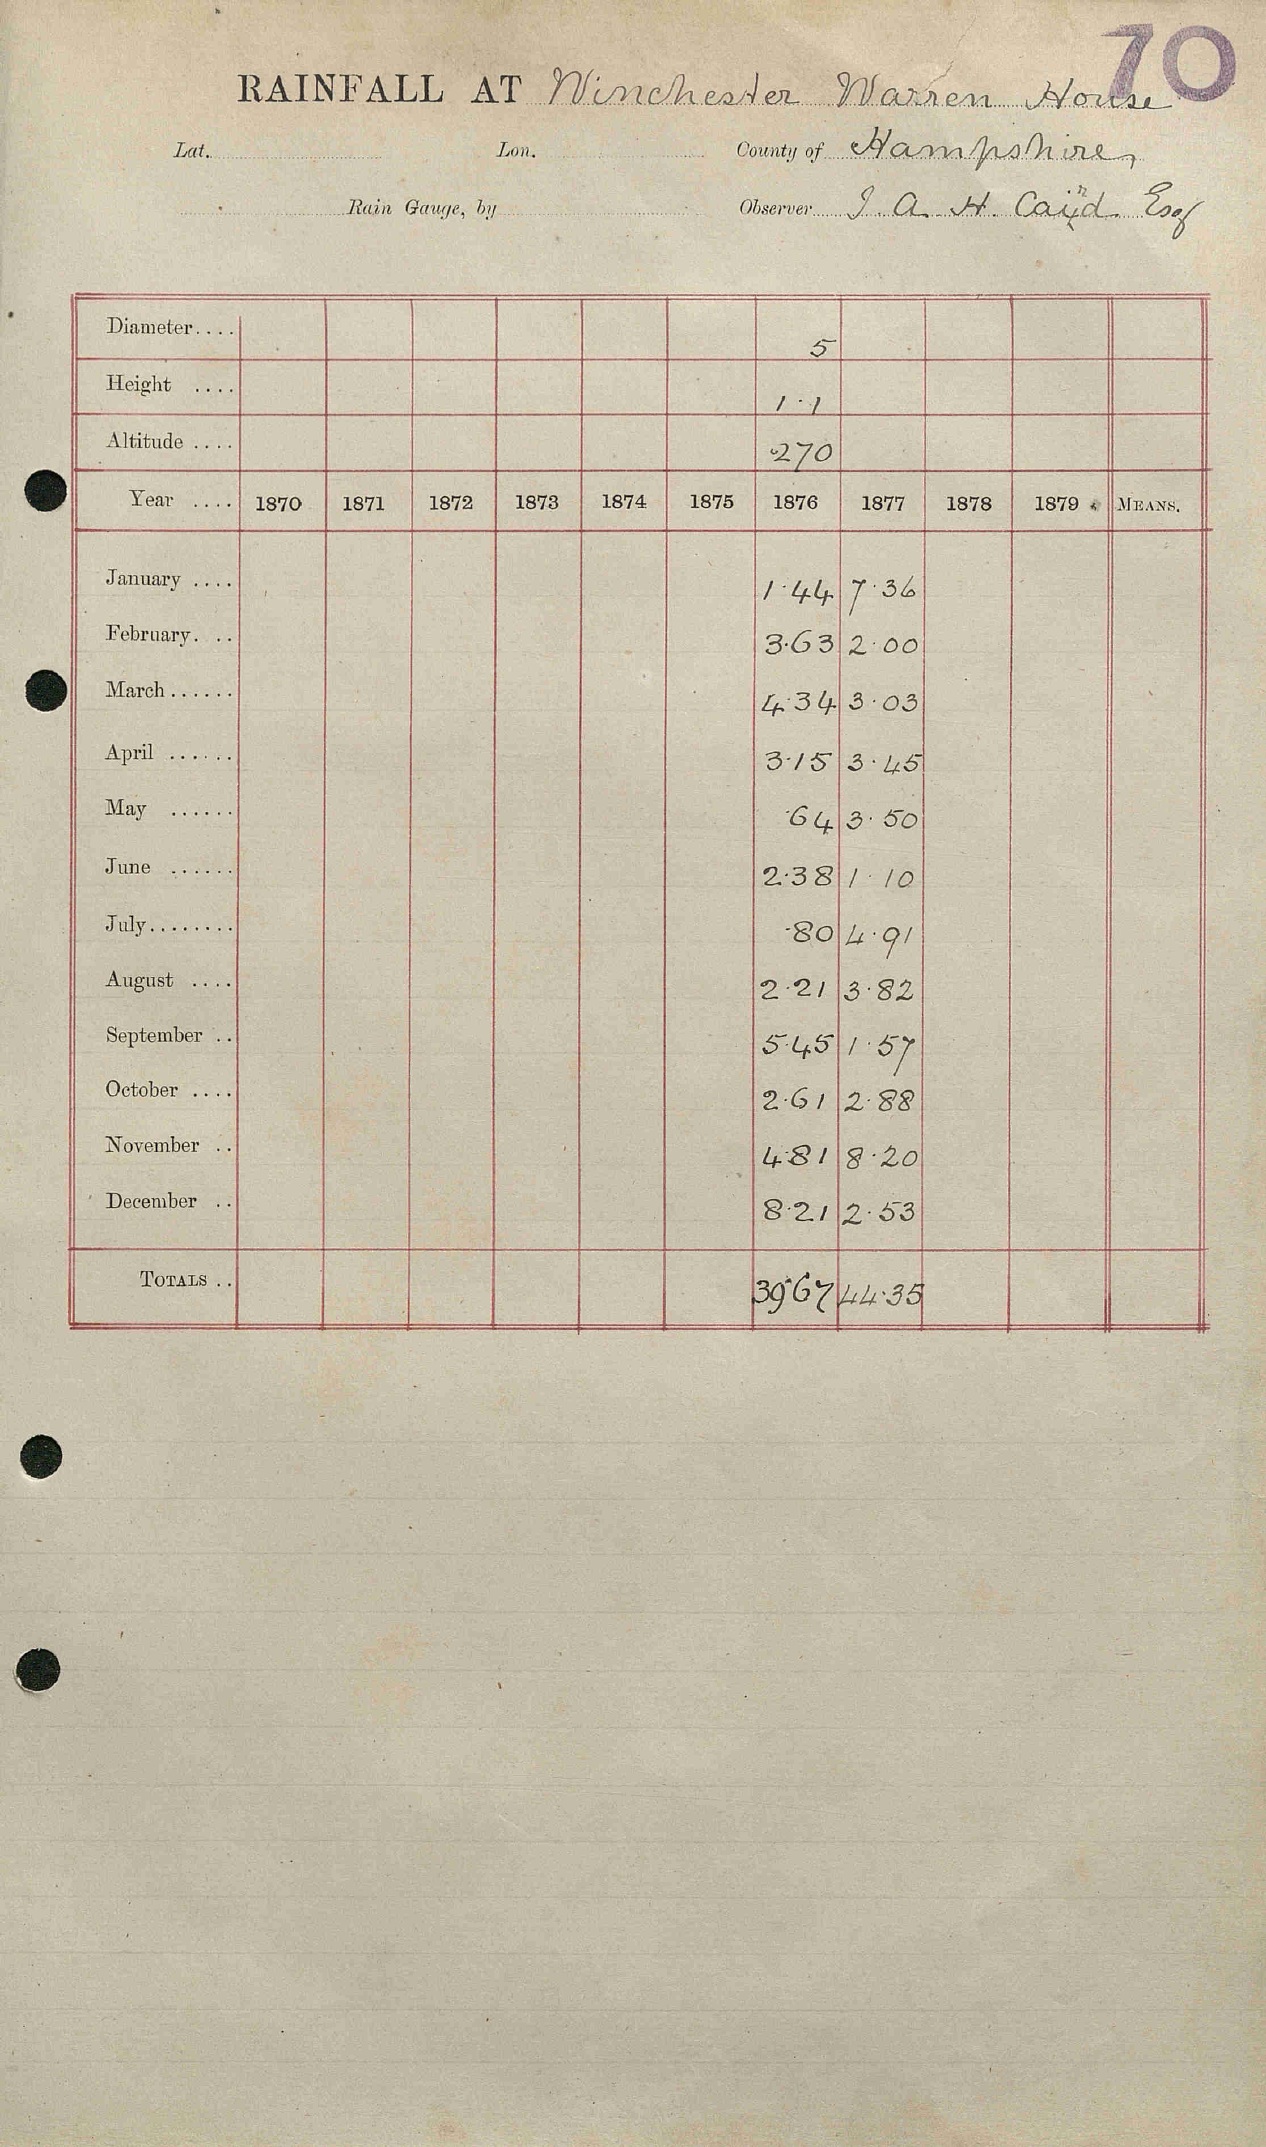 70
RAINFALL AT Winchester Warren House
Lat. Lon. County of Hampshire
Rain Gauge, by Observer J. A. H. Caird Esq
Diameter.... 5
Height .... 1·1
Altitude .... 270
Year .... 1870 1871 1872 1873 1874 1875 1876 1877 1878 1879 MEANS.
January .... 1·44 7·36
February. .. 3·63 2·00
March...... 4·34 3·03
April ...... 3·15 3·45
May ...... ·64 3·50
June ...... 2·38 1·10
July........ ·80 4·91
August .... 2·21 3·82
September .. 5·45 1·57
October .... 2·61 2·88
November .. 4·81 8·20
December .. 8·21 2·53
TOTALS .. 39·67 44·35